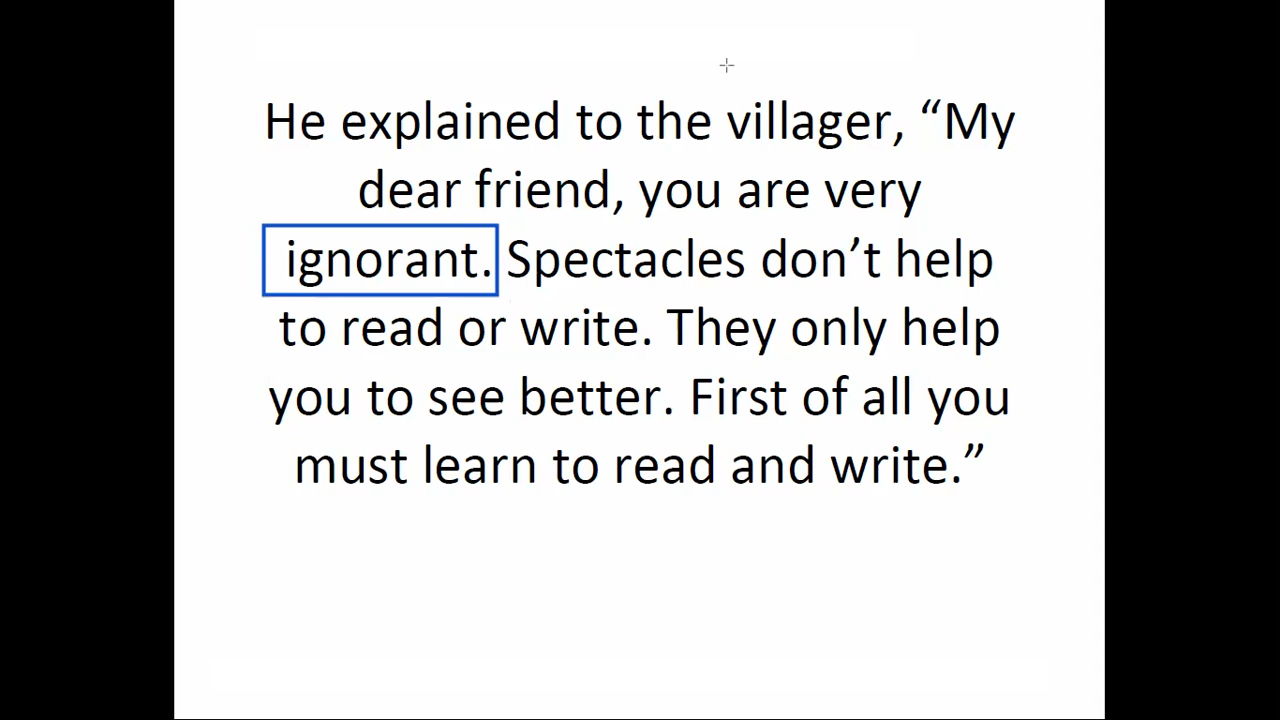 He explained to the villager, “My
dear friend, you are very
ignorant. Spectacles don’t help
to read or write. They only help
you to see better. First of all you
must learn to read and write.”